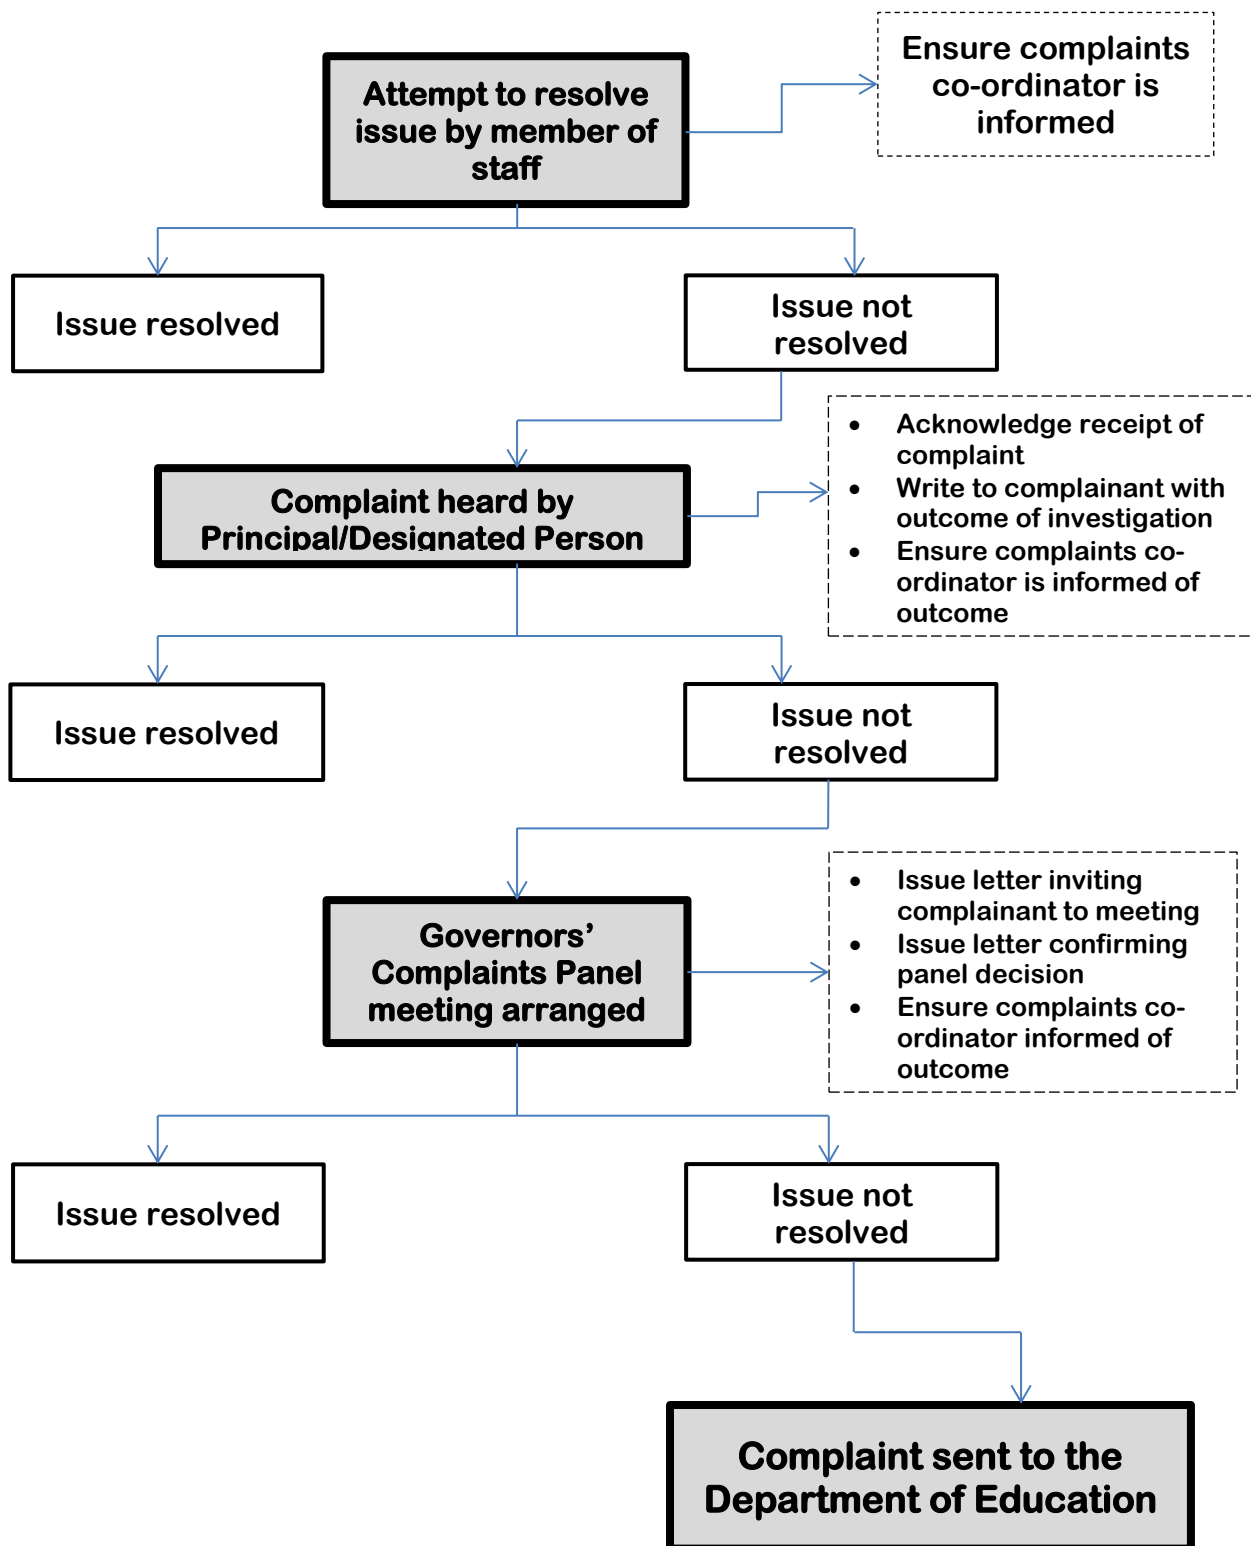 Attempt to resolve
issue by member of
staff
Ensure complaints
co-ordinator is
informed
Issue resolved
Issue not
resolved
• Acknowledge receipt of
complaint
• Write to complainant with
outcome of investigation
• Ensure complaints co-
ordinator is informed of
outcome
Complaint heard by
Principal/Designated Person
Issue resolved
Issue not
resolved
• Issue letter inviting
complainant to meeting
• Issue letter confirming
panel decision
• Ensure complaints co-
ordinator informed of
outcome
Governors’
Complaints Panel
meeting arranged
Issue resolved
Issue not
resolved
Complaint sent to the
Department of Education